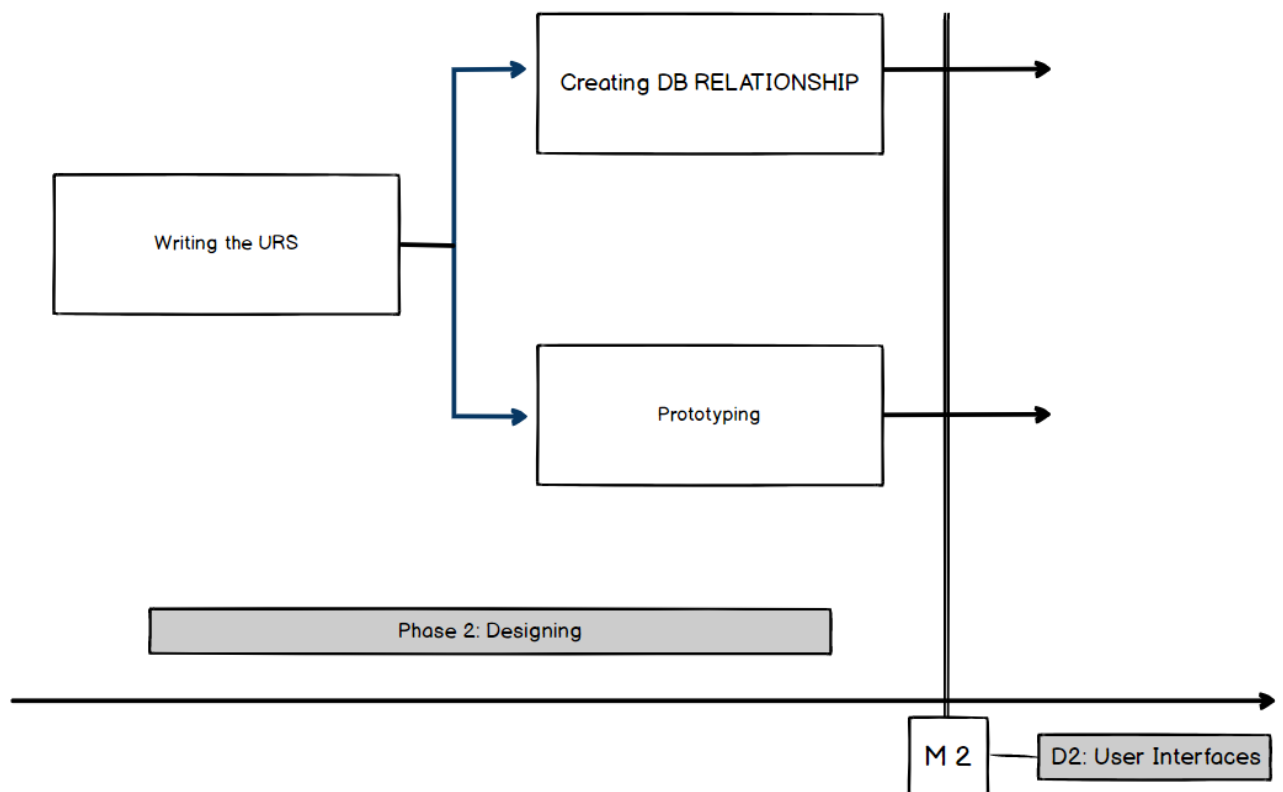 Creating DB RELATIONSHIP
Writing the URS
Prototyping
Phase 2: Designing
M 2
D2: User Interfaces